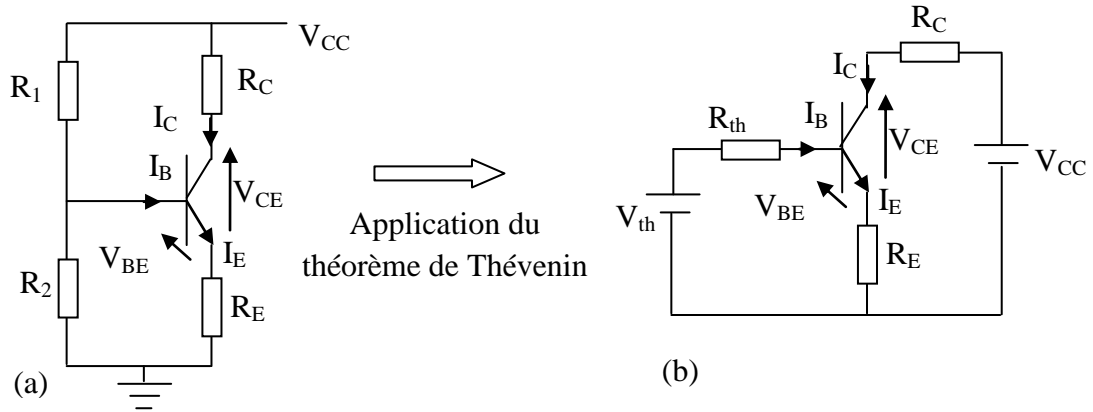 V_CC
R_1
R_C
I_C
I_B
V_CE
V_BE
I_E
R_2
R_E
(a)
Application du
théorème de Thévenin
R_C
I_C
R_th
I_B
V_CE
V_CC
V_th
V_BE
I_E
R_E
(b)